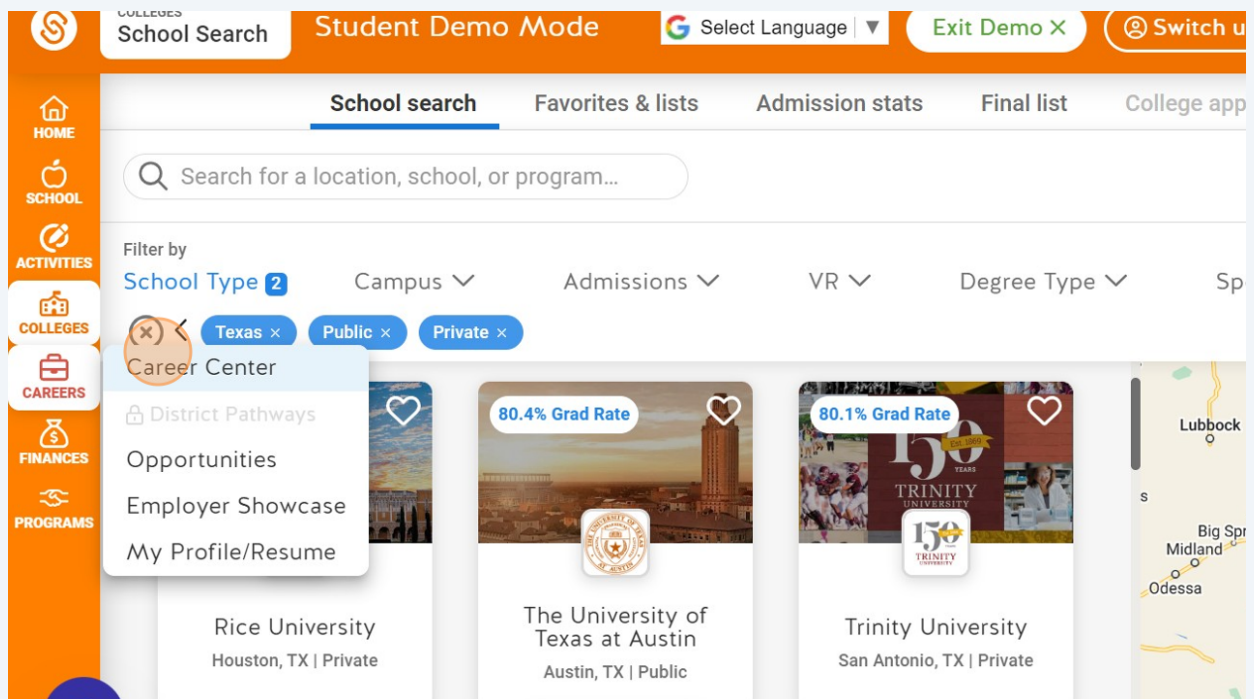 COLLEGES
School Search
Student Demo Mode
Select Language ▼
Exit Demo ×
Switch u
HOME
SCHOOL
ACTIVITIES
COLLEGES
CAREERS
FINANCES
PROGRAMS
School search
Favorites & lists
Admission stats
Final list
College app
Search for a location, school, or program...
Filter by
School Type 2
Campus
Admissions
VR
Degree Type
Sp
Texas ×
Public ×
Private ×
Career Center
District Pathways
Opportunities
Employer Showcase
My Profile/Resume
Rice University
Houston, TX | Private
80.4% Grad Rate
The University of
Texas at Austin
Austin, TX | Public
80.1% Grad Rate
150
Est. 1869
YEARS
TRINITY
UNIVERSITY
150
TRINITY
UNIVERSITY
Trinity University
San Antonio, TX | Private
Lubbock
s
Big Spr
Midland
Odessa